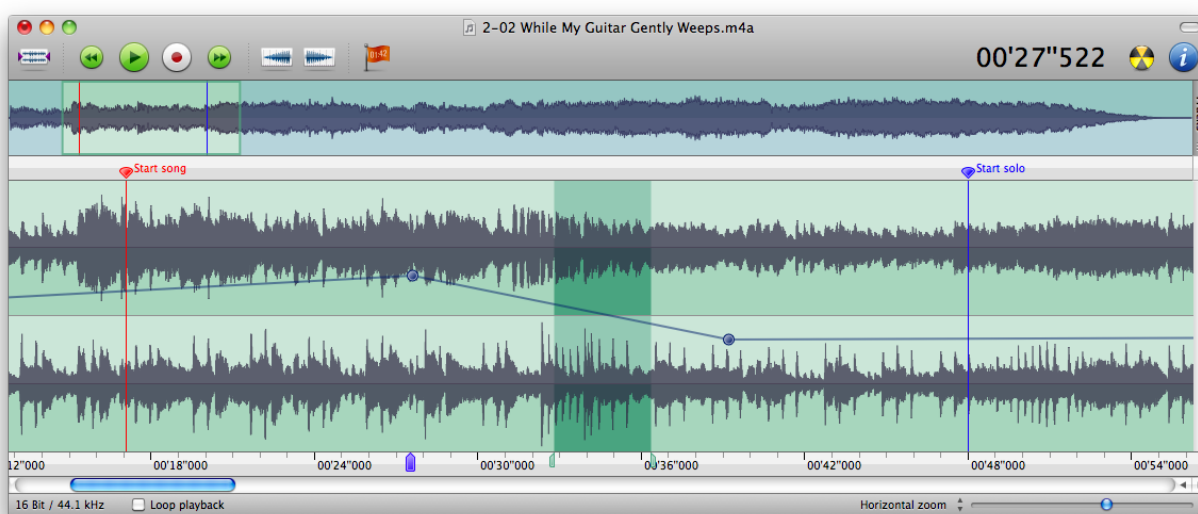 2-02 While My Guitar Gently Weeps.m4a
01:42
00'27"522
Start song
Start solo
12"000
00'18"000
00'24"000
00'30"000
00'36"000
00'42"000
00'48"000
00'54"000
16 Bit / 44.1 kHz
Loop playback
Horizontal zoom